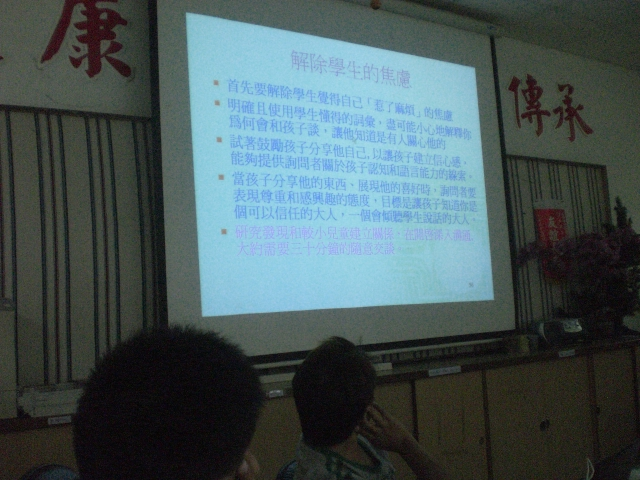 康
傳承
解除學生的焦慮
首先要解除學生覺得自己「惹了麻煩」的焦慮
明確且使用學生懂得的詞彙，盡可能小心地解釋你
為何會和孩子談，讓他知道是有人關心他的
試著鼓勵孩子分享他自己,以讓孩子建立信心感，
能夠提供詢問者關於孩子認知和語言能力的線索。
當孩子分享他的東西、展現他的喜好時，詢問者要
表現尊重和感興趣的態度，目標是讓孩子知道你是
個可以信任的大人，一個會傾聽學生說話的大人。
研究發現和較小兒童建立關係，在開啟深入溝通，
大約需要三十分鐘的隨意交談